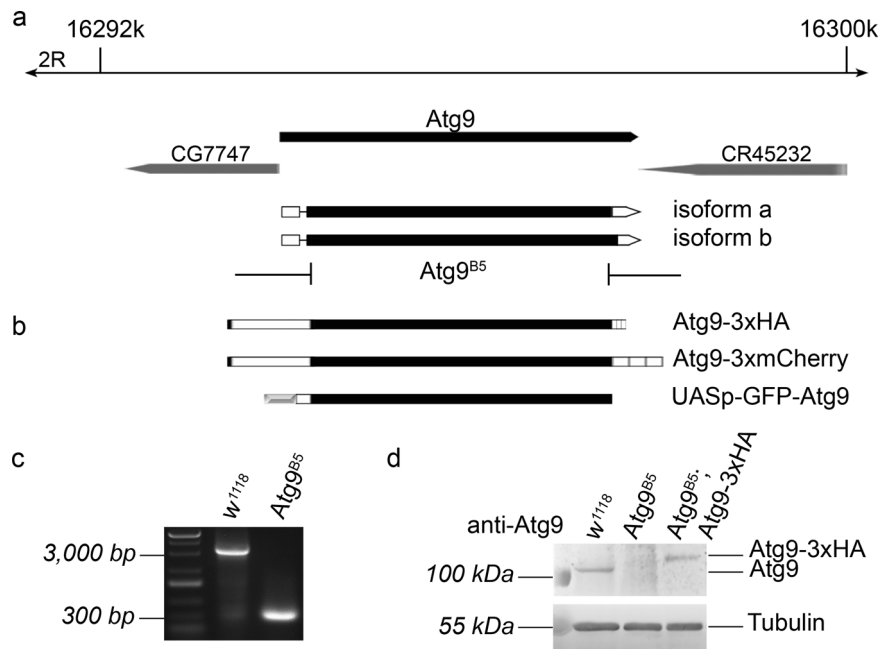 a
16292k
16300k
2R
Atg9
CG7747
CR45232
isoform a
isoform b
Atg9B5
b
Atg9-3xHA
Atg9-3xmCherry
UASp-GFP-Atg9
c
w1118
Atg9B5
3,000 bp
300 bp
d
anti-Atg9
w1118
Atg9B5
Atg9B5;
Atg9-3xHA
Atg9-3xHA
Atg9
100 kDa
55 kDa
Tubulin